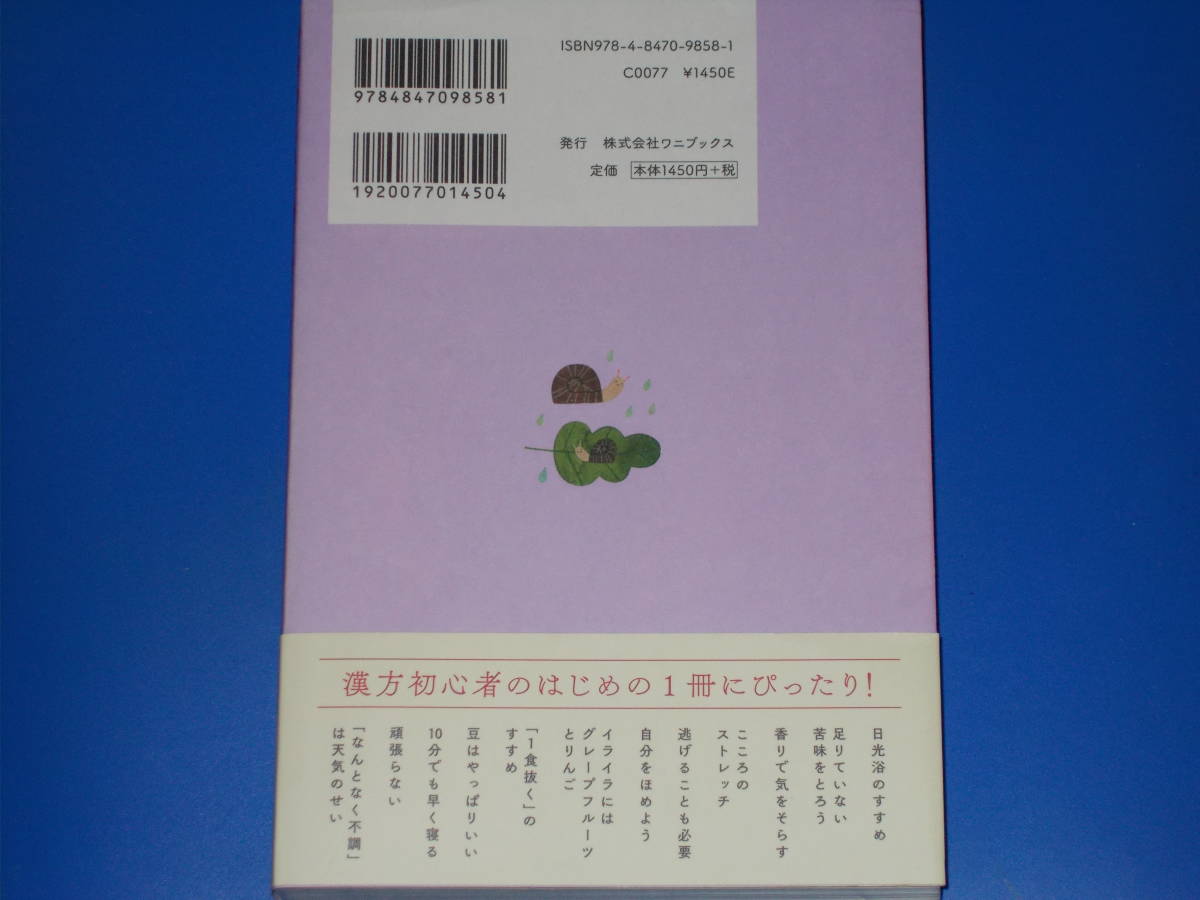 ISBN978-4-8470-9858-1
C0077 ¥1450E
9784847098581
発行 株式会社ワニブックス
定価 本体1450円+税
1920077014504
漢方初心者のはじめの1冊にぴったり!
日光浴のすすめ
足りていない
苦味をとろう
香りで気をそらす
こころの
ストレッチ
逃げることも必要
自分をほめよう
イライラには
グレープフルーツ
とりんご
「1食抜く」の
すすめ
豆はやっぱりいい
10分でも早く寝る
頑張らない
「なんとなく不調」
は天気のせい